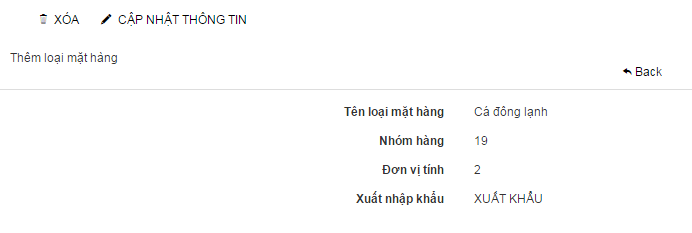 XÓA CẬP NHẬT THÔNG TIN
Thêm loại mặt hàng
Back
Tên loại mặt hàng Cá đông lạnh
Nhóm hàng 19
Đơn vị tính 2
Xuất nhập khẩu XUẤT KHẨU